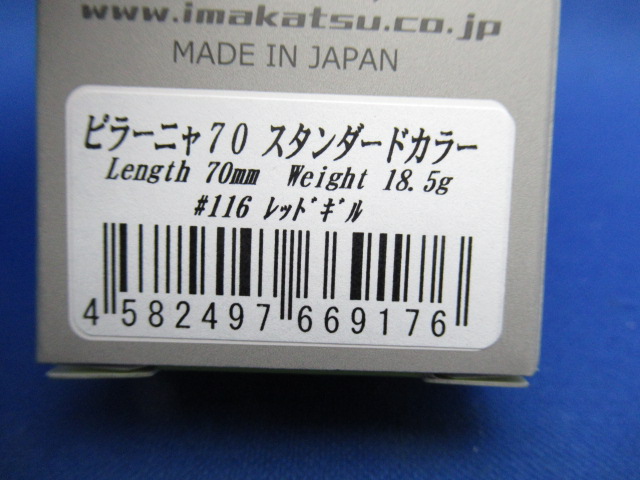 www.imakatsu.co.jp
MADE IN JAPAN
ピラーニャ70 スタンダードカラー
Length 70mm Weight 18.5g
#116 ﾚｯﾄﾞｷﾞﾙ
4 582497 669176